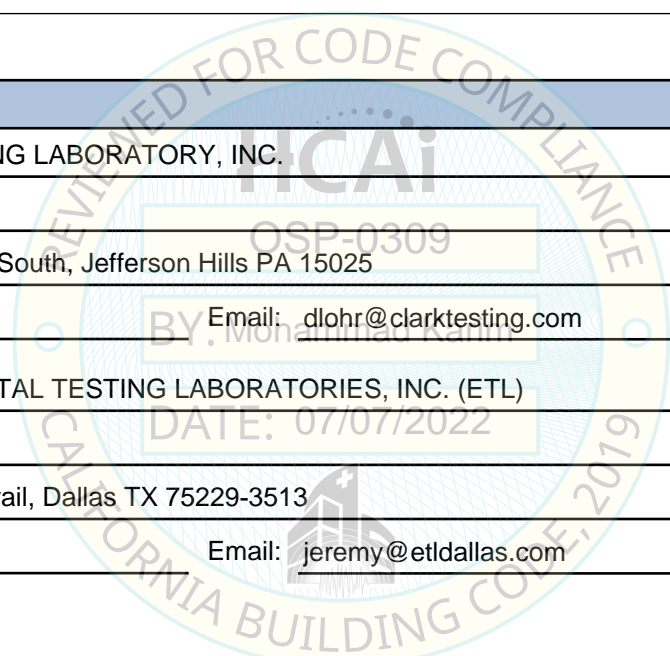 REVIEWED FOR CODE COMPLIANCE
HCAi
NG LABORATORY, INC.
OSP-0309
South, Jefferson Hills PA 15025
Email: dlohr@clarktesting.com
BY: Mohammad Karim
TAL TESTING LABORATORIES, INC. (ETL)
DATE: 07/07/2022
rail, Dallas TX 75229-3513
Email: jeremy@etldallas.com
CALIFORNIA BUILDING CODE, 2019